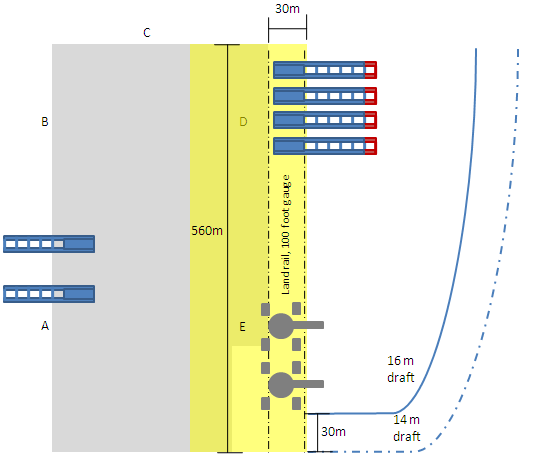 30m
C
B
D
560m
Land rail, 100 foot gauge
A
E
16 m
draft
14 m
draft
30m